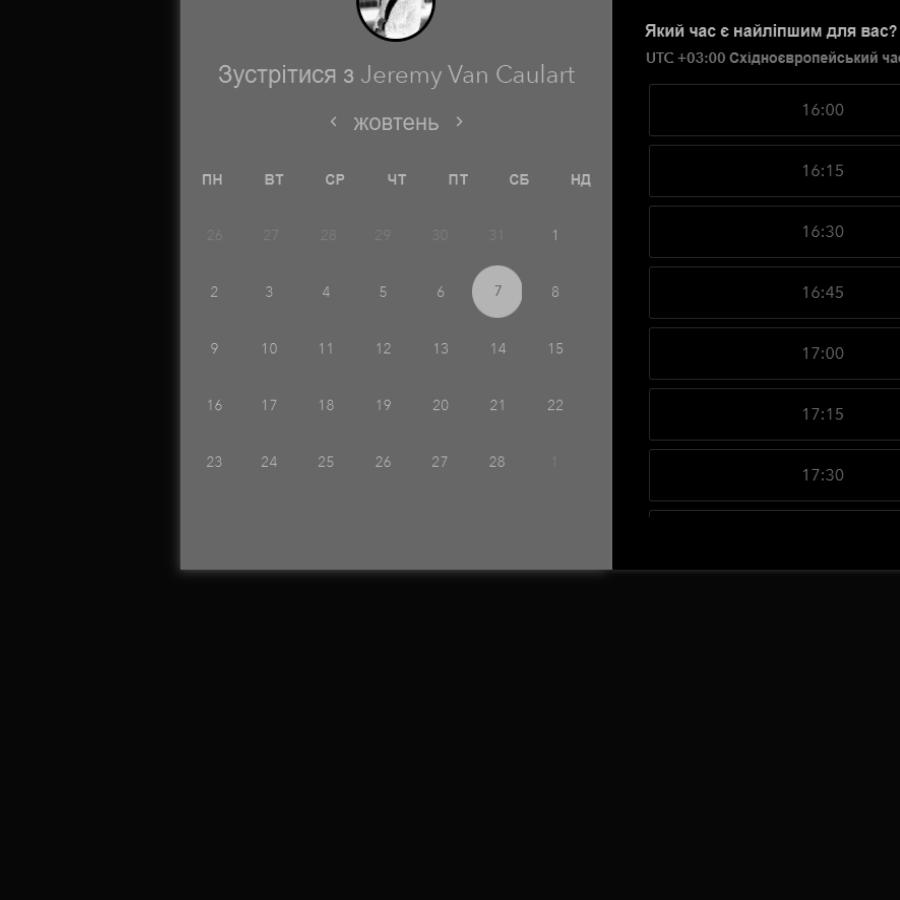 Зустрітися з Jeremy Van Caulart
жовтень
ПН ВТ СР ЧТ ПТ СБ НД
26 27 28 29 30 31 1
2 3 4 5 6 7 8
9 10 11 12 13 14 15
16 17 18 19 20 21 22
23 24 25 26 27 28 1
Який час є найліпшим для вас?
UTC +03:00 Східноєвропейський
16:00
16:15
16:30
16:45
17:00
17:15
17:30